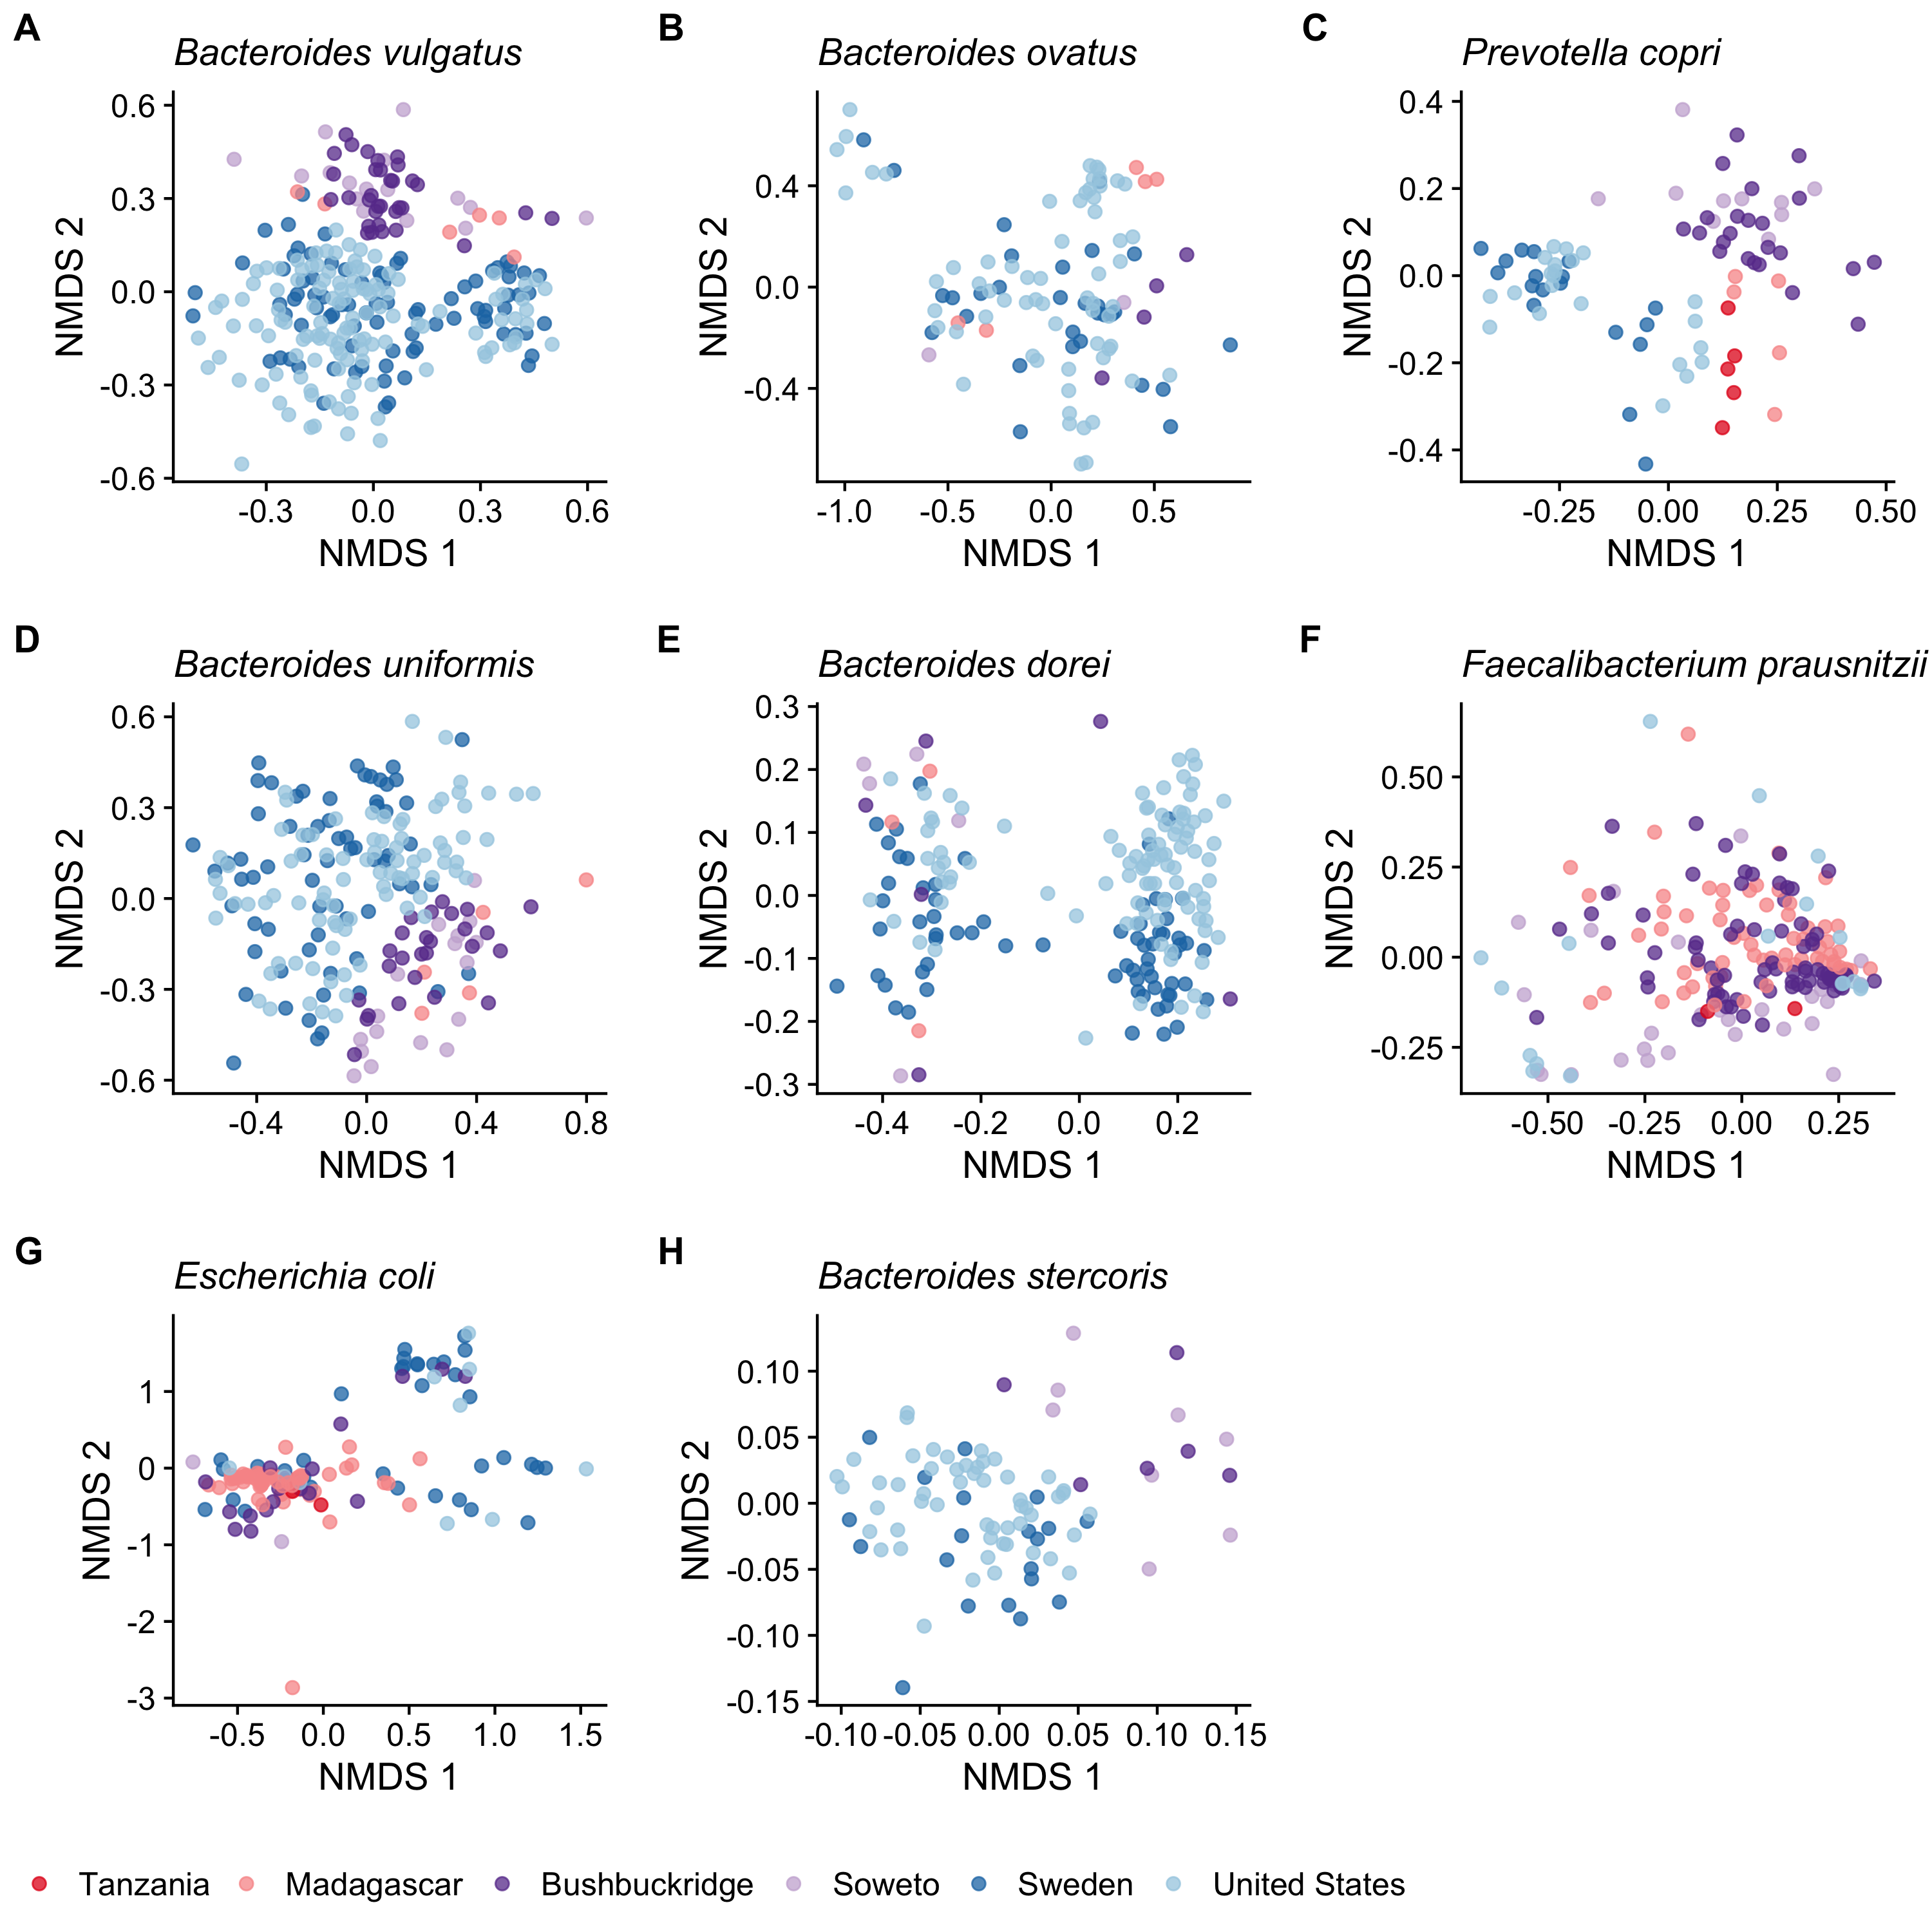 A
Bacteroides vulgatus
NMDS 2
0.6
0.3
0.0
-0.3
-0.6
-0.3 0.0 0.3 0.6
NMDS 1
B
Bacteroides ovatus
NMDS 2
0.4
0.0
-0.4
-1.0 -0.5 0.0 0.5
NMDS 1
C
Prevotella copri
NMDS 2
0.4
0.2
0.0
-0.2
-0.4
-0.25 0.00 0.25 0.50
NMDS 1
D
Bacteroides uniformis
NMDS 2
0.6
0.3
0.0
-0.3
-0.6
-0.4 0.0 0.4 0.8
NMDS 1
E
Bacteroides dorei
NMDS 2
0.3
0.2
0.1
0.0
-0.1
-0.2
-0.3
-0.4 -0.2 0.0 0.2
NMDS 1
F
Faecalibacterium prausnitzii
NMDS 2
0.50
0.25
0.00
-0.25
-0.50 -0.25 0.00 0.25
NMDS 1
G
Escherichia coli
NMDS 2
1
0
-1
-2
-3
-0.5 0.0 0.5 1.0 1.5
NMDS 1
H
Bacteroides stercoris
NMDS 2
0.10
0.05
0.00
-0.05
-0.10
-0.15
-0.10 -0.05 0.00 0.05 0.10 0.15
NMDS 1
Tanzania Madagascar Bushbuckridge Soweto Sweden United States